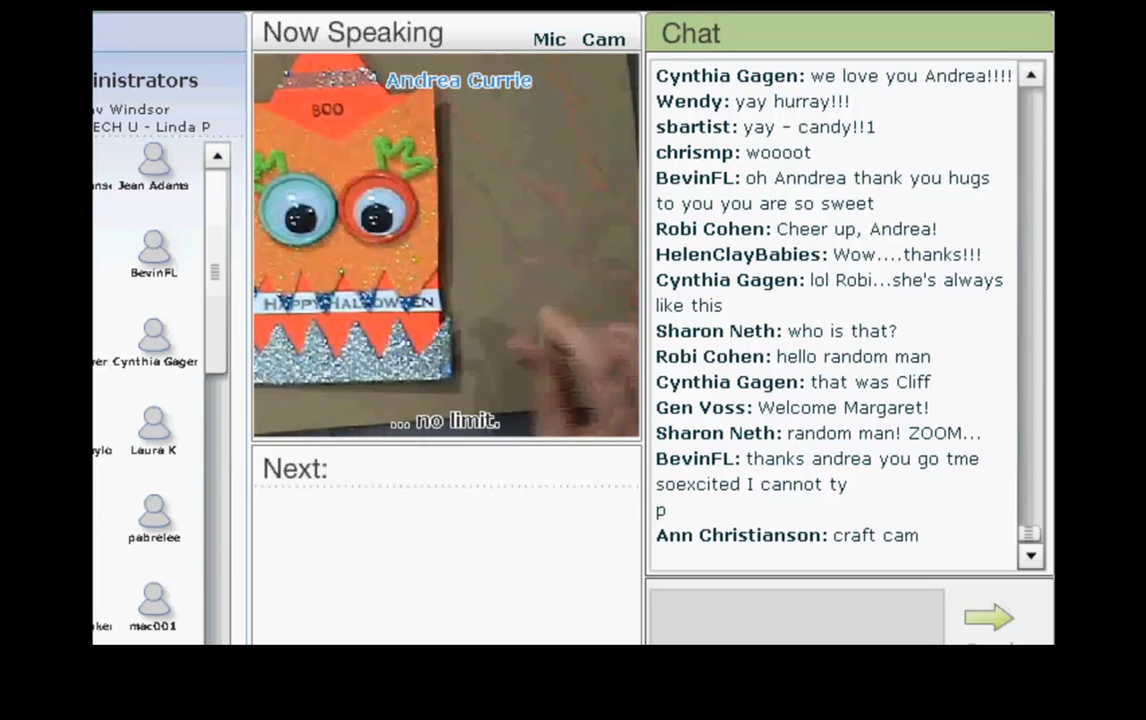 inistrators
av Windsor
ECH U - Linda P
Jean Adams
BevinFL
Cynthia Gager
Laura K
pabrelee
mac001
Now Speaking
Mic Cam
Andrea Currie
BOO
HAPPY HALLOWEEN
... no limit.
Next:
Chat
Cynthia Gagen: we love you Andrea!!!!
Wendy: yay hurray!!!
sbartist: yay - candy!!1
chrismp: woooot
BevinFL: oh Anndrea thank you hugs
to you you are so sweet
Robi Cohen: Cheer up, Andrea!
HelenClayBabies: Wow....thanks!!!
Cynthia Gagen: lol Robi...she's always
like this
Sharon Neth: who is that?
Robi Cohen: hello random man
Cynthia Gagen: that was Cliff
Gen Voss: Welcome Margaret!
Sharon Neth: random man! ZOOM...
BevinFL: thanks andrea you go tme
soexcited I cannot ty
p
Ann Christianson: craft cam